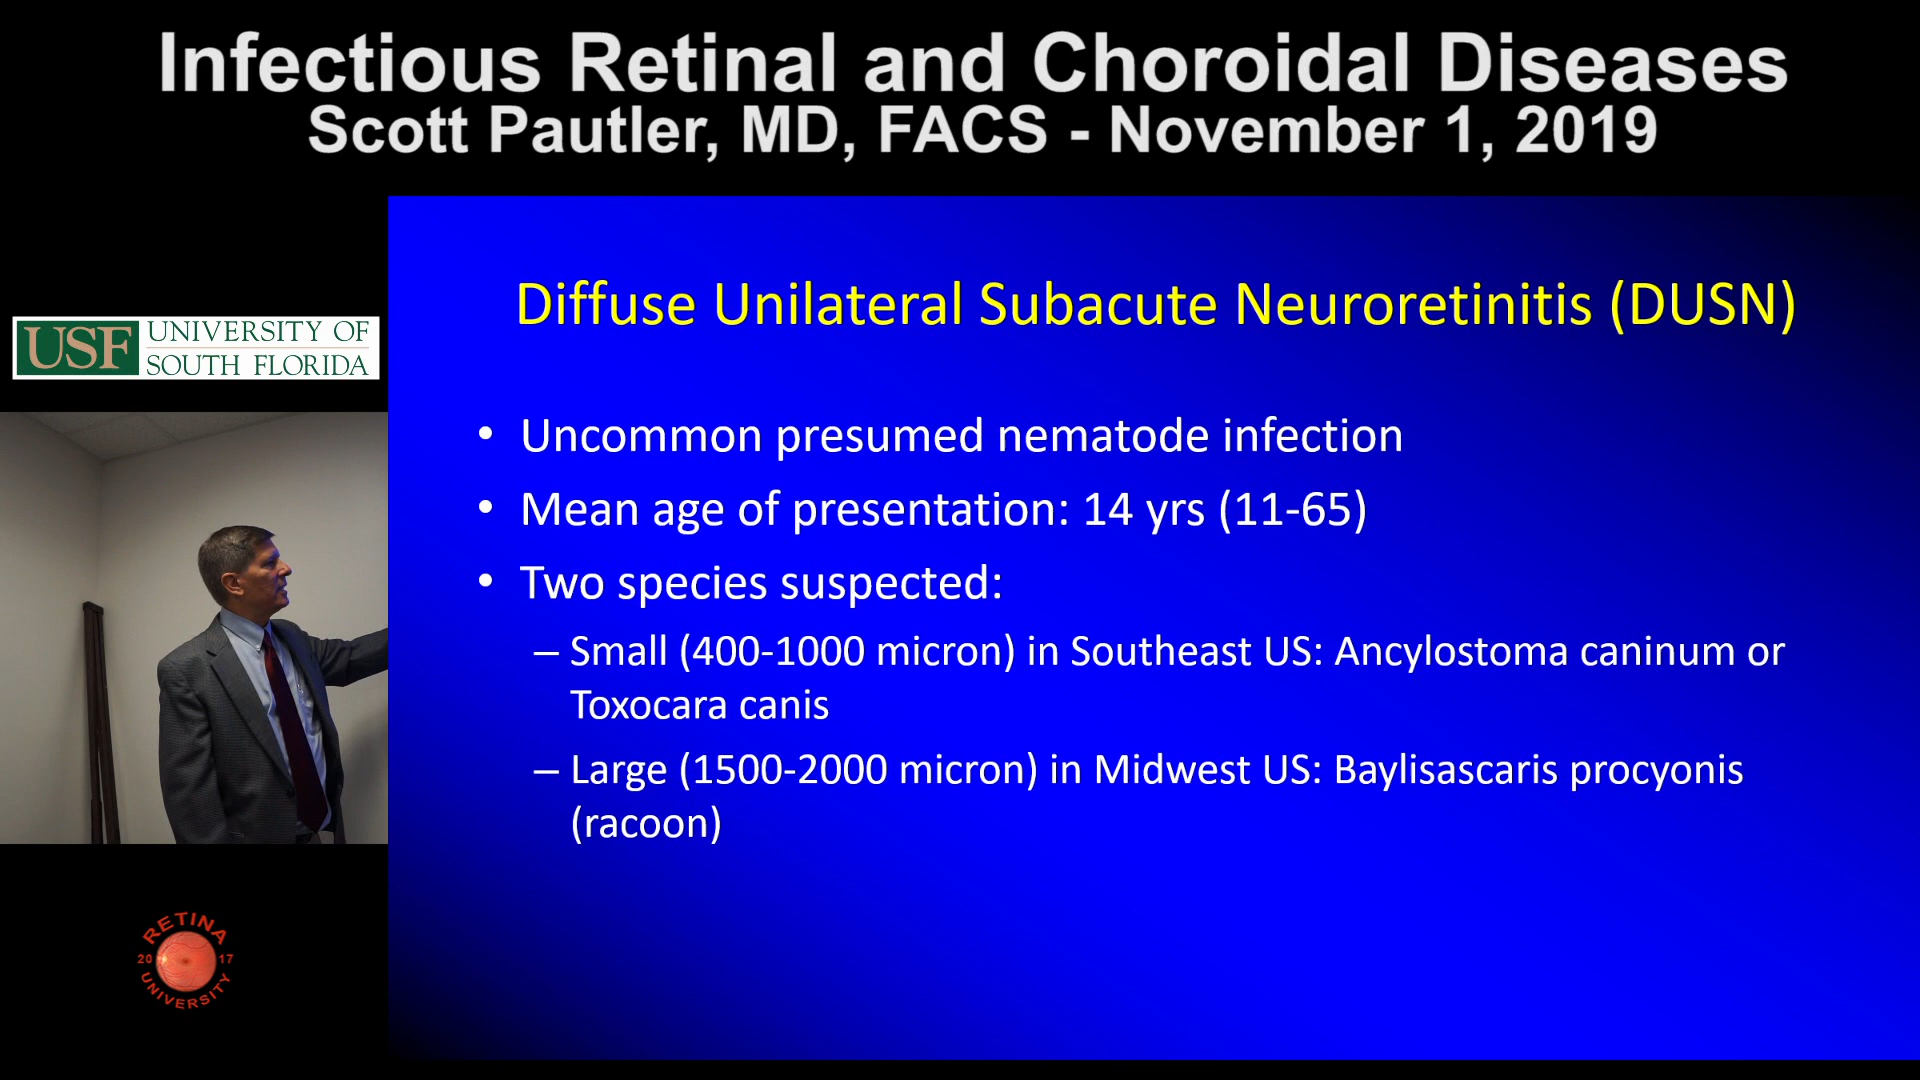 Infectious Retinal and Choroidal Diseases
Scott Pautler, MD, FACS - November 1, 2019
USF UNIVERSITY OF
SOUTH FLORIDA
Diffuse Unilateral Subacute Neuroretinitis (DUSN)
• Uncommon presumed nematode infection
• Mean age of presentation: 14 yrs (11-65)
• Two species suspected:
– Small (400-1000 micron) in Southeast US: Ancylostoma caninum or
Toxocara canis
– Large (1500-2000 micron) in Midwest US: Baylisascaris procyonis
(racoon)
RETINA
20 17
UNIVERSITY